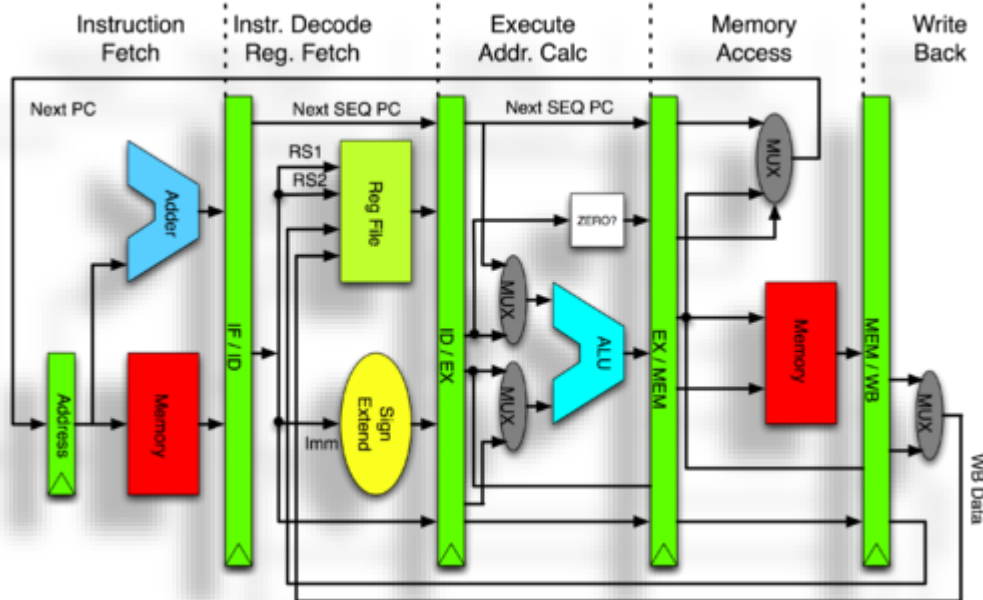 Instruction
Fetch
Instr. Decode
Reg. Fetch
Execute
Addr. Calc
Memory
Access
Write
Back
Next PC
Next SEQ PC
Next SEQ PC
RS1
RS2
Reg File
Adder
ZERO?
MUX
MUX
MUX
ALU
IF / ID
ID / EX
EX / MEM
MEM / WB
Memory
Address
Memory
Sign
Extend
Imm
MUX
WB Data